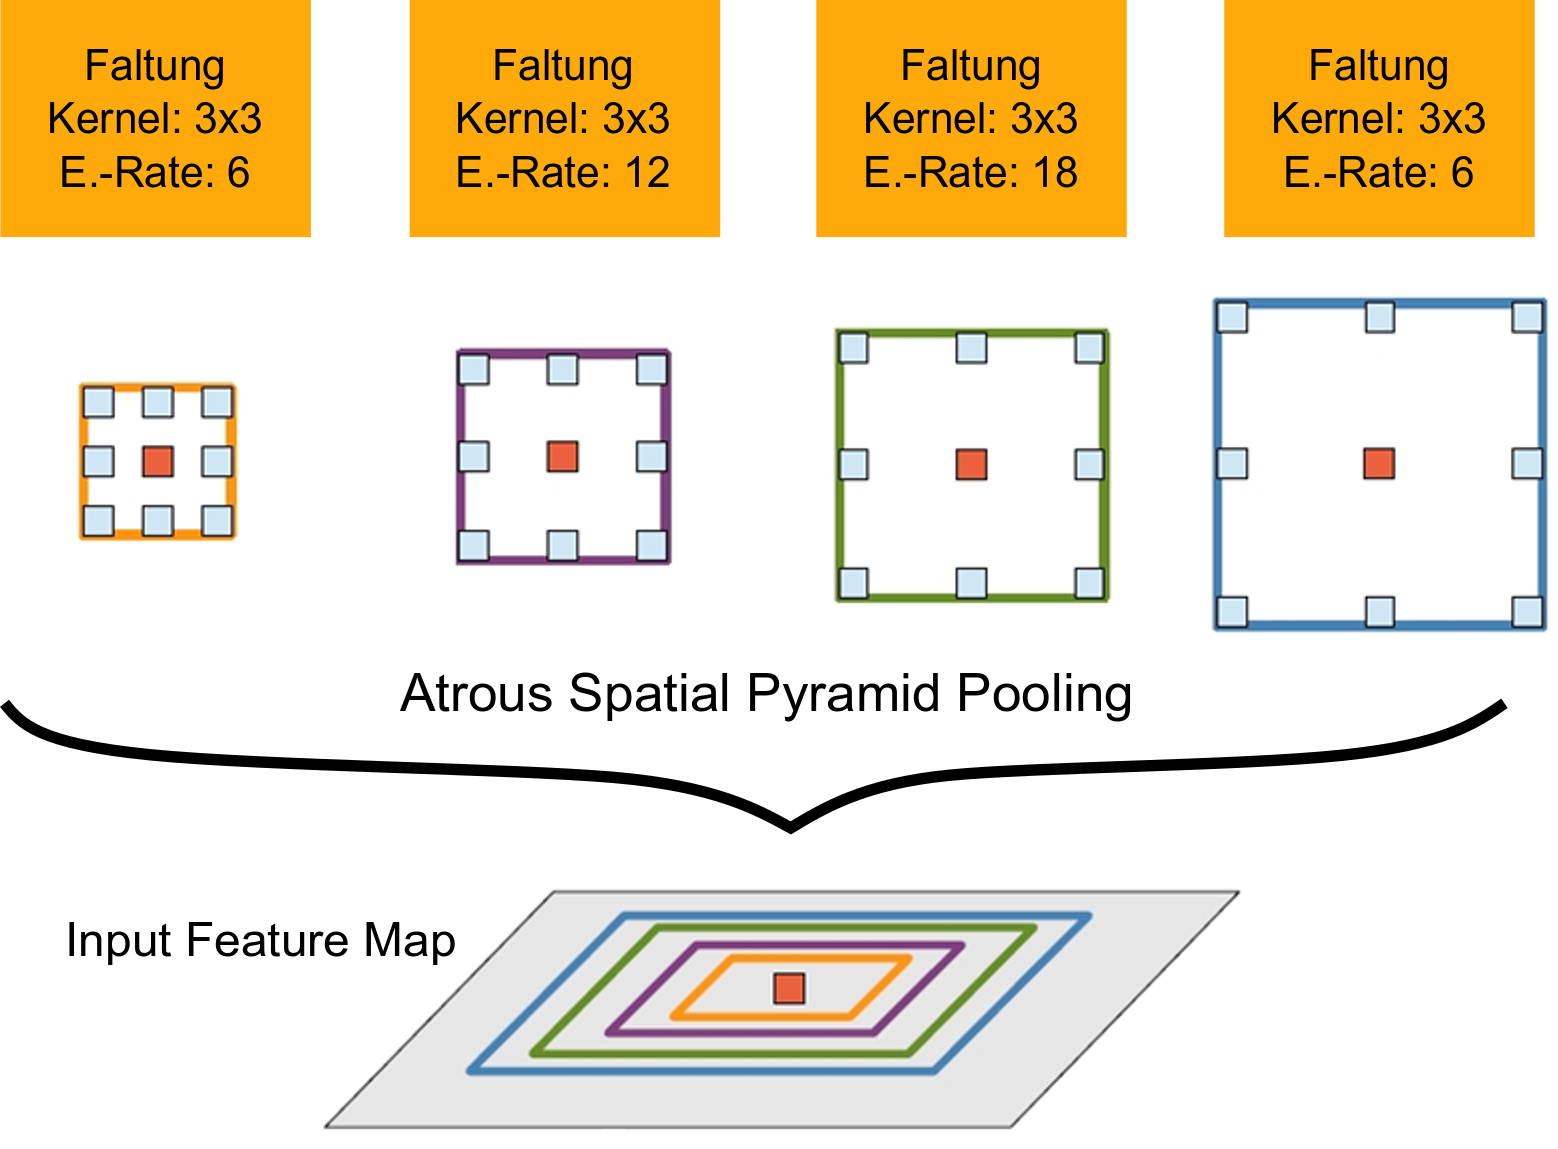 Faltung
Kernel: 3x3
E.-Rate: 6
Faltung
Kernel: 3x3
E.-Rate: 12
Faltung
Kernel: 3x3
E.-Rate: 18
Faltung
Kernel: 3x3
E.-Rate: 6
Atrous Spatial Pyramid Pooling
Input Feature Map